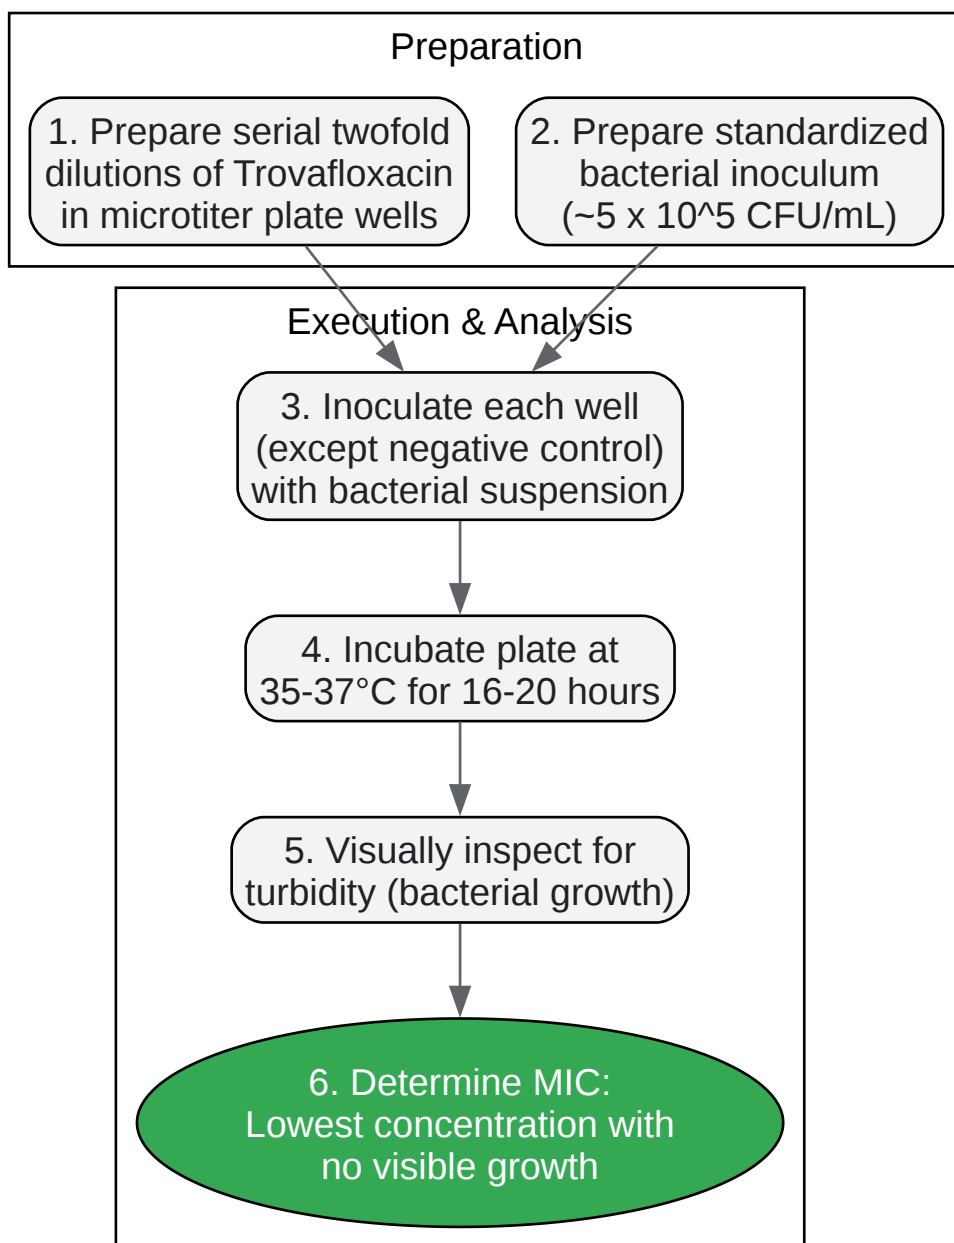 Preparation
1. Prepare serial twofold
dilutions of Trovafloxacin
in microtiter plate wells
2. Prepare standardized
bacterial inoculum
(~5 x 10^5 CFU/mL)
Execution & Analysis
3. Inoculate each well
(except negative control)
with bacterial suspension
4. Incubate plate at
35-37°C for 16-20 hours
5. Visually inspect for
turbidity (bacterial growth)
6. Determine MIC:
Lowest concentration with
no visible growth